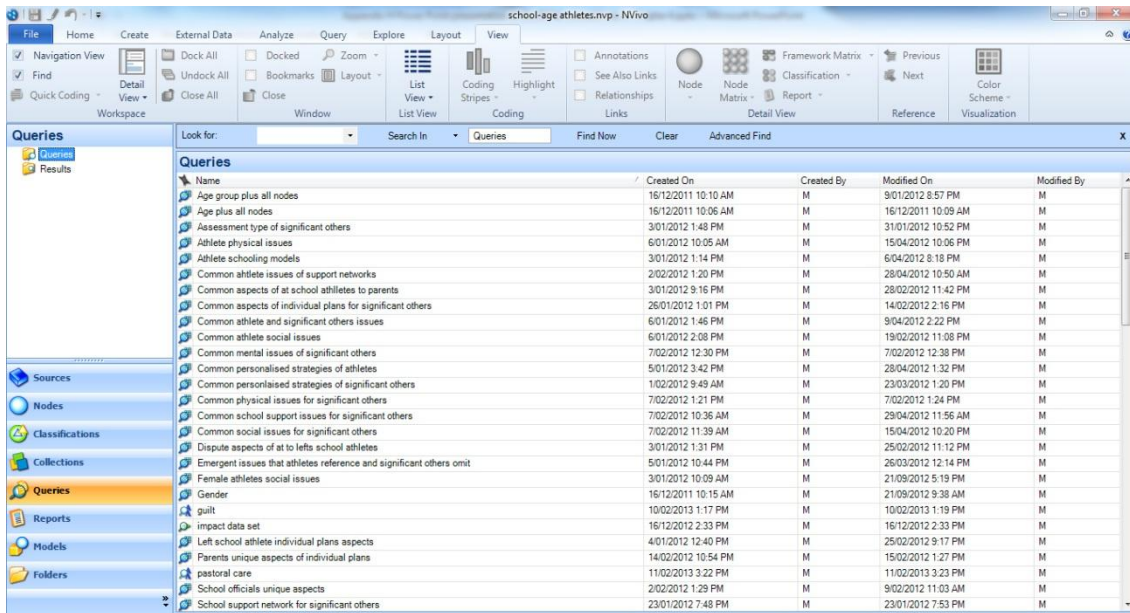 school-age athletes.nvp - NVivo
File Home Create External Data Analyze Query Explore Layout View
Navigation View Dock All Docked Zoom Annotations Framework Matrix Previous
Find Undock All Bookmarks Layout See Also Links Classification Next
Quick Coding Close All Close Relationships Report
Detail View List View Coding Stripes Highlight Node Node Matrix Color Scheme
Workspace Window List View Coding Links Detail View Reference Visualization
Queries Look for: Search In Queries Find Now Clear Advanced Find x
Queries
Results
Queries
Name Created On Created By Modified On Modified By
Age group plus all nodes 16/12/2011 10:10 AM M 9/01/2012 8:57 PM M
Age plus all nodes 16/12/2011 10:06 AM M 16/12/2011 10:09 AM M
Assessment type of significant others 3/01/2012 1:48 PM M 31/01/2012 10:52 PM M
Athlete physical issues 6/01/2012 10:05 AM M 15/04/2012 10:06 PM M
Athlete schooling models 3/01/2012 1:14 PM M 6/04/2012 8:18 PM M
Common ahtlete issues of support networks 2/02/2012 1:20 PM M 28/04/2012 10:50 AM M
Common aspects of at school athlletes to parents 3/01/2012 9:16 PM M 28/02/2012 11:42 PM M
Common aspects of individual plans for significant others 26/01/2012 1:01 PM M 14/02/2012 2:16 PM M
Common athlete and significant others issues 6/01/2012 1:46 PM M 9/04/2012 2:22 PM M
Common athlete social issues 6/01/2012 2:08 PM M 19/02/2012 11:08 PM M
Common mental issues of significant others 7/02/2012 12:30 PM M 7/02/2012 12:38 PM M
Common personalised strategies of athletes 5/01/2012 3:42 PM M 28/04/2012 1:32 PM M
Common personlaised strategies of significant others 1/02/2012 9:49 AM M 23/03/2012 1:20 PM M
Common physical issues for significant others 7/02/2012 1:21 PM M 7/02/2012 1:24 PM M
Common school support issues for significant others 7/02/2012 10:36 AM M 29/04/2012 11:56 AM M
Common social issues for significant others 7/02/2012 11:39 AM M 15/04/2012 10:20 PM M
Dispute aspects of at to lefts school athletes 3/01/2012 1:31 PM M 25/02/2012 11:12 PM M
Emergent issues that athletes reference and significant others omit 5/01/2012 10:44 PM M 26/03/2012 12:14 PM M
Female athletes social issues 3/01/2012 10:09 AM M 21/09/2012 5:19 PM M
Gender 16/12/2011 10:15 AM M 21/09/2012 9:38 AM M
guilt 10/02/2013 1:17 PM M 10/02/2013 1:19 PM M
impact data set 16/12/2012 2:33 PM M 16/12/2012 2:33 PM M
Left school athlete individual plans aspects 4/01/2012 12:40 PM M 25/02/2012 9:17 PM M
Parents unique aspects of individual plans 14/02/2012 10:54 PM M 15/02/2012 1:27 PM M
pastoral care 11/02/2013 3:22 PM M 11/02/2013 3:23 PM M
School officials unique aspects 2/02/2012 1:29 PM M 9/02/2012 11:03 AM M
School support network for significant others 23/01/2012 7:48 PM M 23/01/2012 7:53 PM M
Sources
Nodes
Classifications
Collections
Queries
Reports
Models
Folders